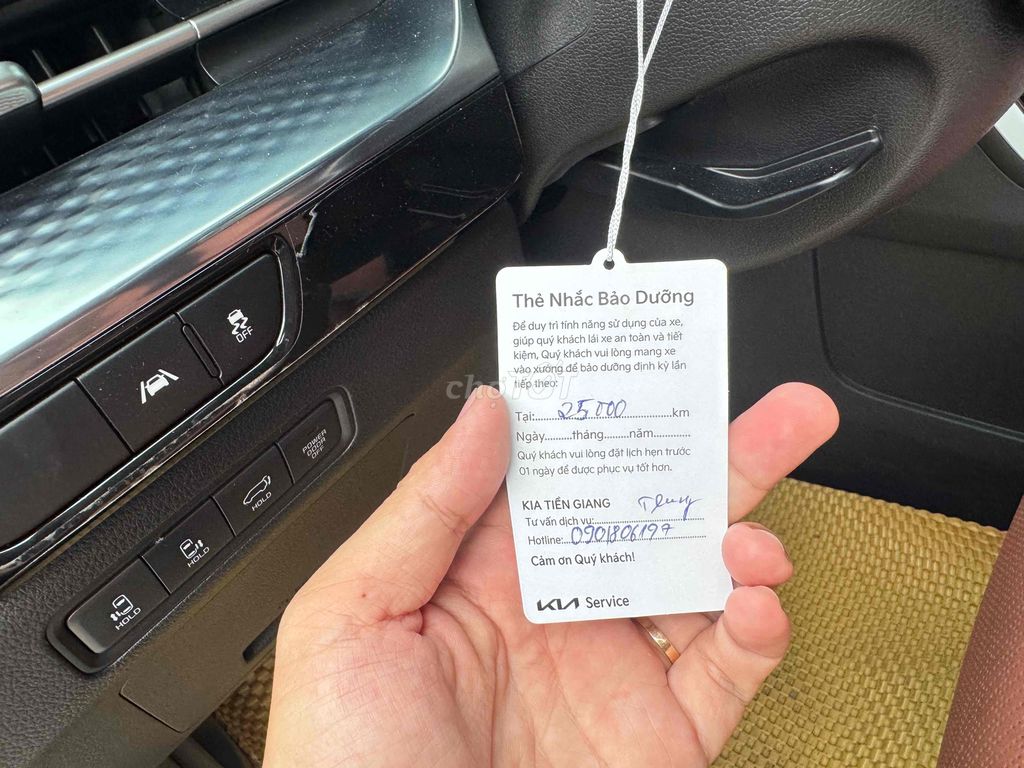 Thẻ Nhắc Bảo Dưỡng
Để duy trì tính năng sử dụng của xe,
giúp quý khách lái xe an toàn và tiết
kiệm, Quý khách vui lòng mang xe
vào xưởng để bảo dưỡng định kỳ lần
tiếp theo:
chợTỐT
Tại:..........25 000..........km
Ngày.........tháng........năm............
Quý khách vui lòng đặt lịch hẹn trước
01 ngày để được phục vụ tốt hơn.
KIA TIỀN GIANG
Tư vấn dịch vụ:
Hotline: 0901806197
Cảm ơn Quý khách!
KIA Service
OFF
POWER
DOOR
OFF
HOLD
HOLD
HOLD